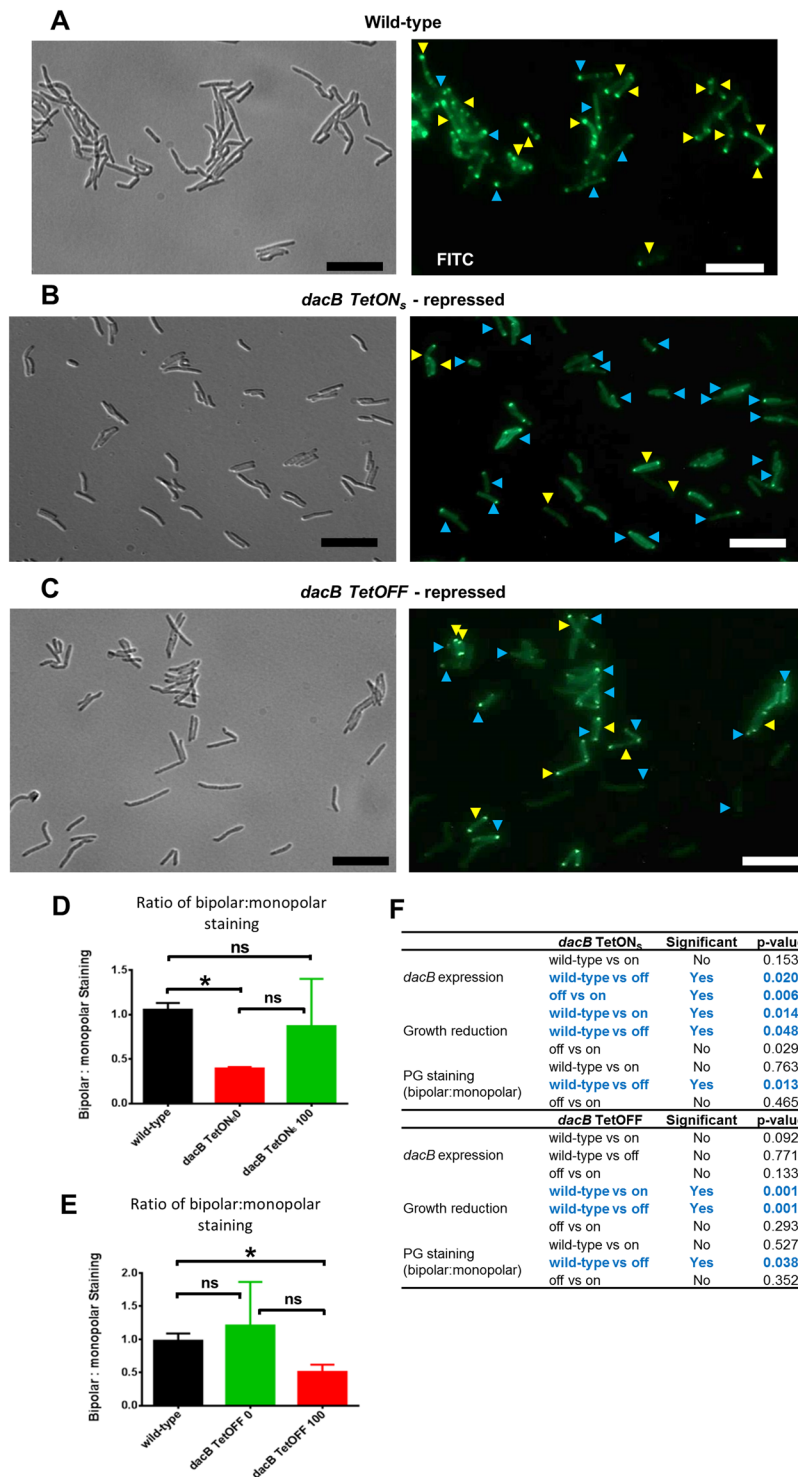 A
Wild-type
FITC
B
dacB TetONs - repressed
C
dacB TetOFF - repressed
D
Ratio of bipolar:monopolar
staining
Bipolar : monopolar Staining
1.5
1.0
0.5
0.0
ns
*
ns
wild-type
dacB TetONs0
dacB TetONs 100
E
Ratio of bipolar:monopolar
staining
Bipolar : monopolar Staining
2.0
1.5
1.0
0.5
0.0
*
ns
ns
wild-type
dacB TetOFF 0
dacB TetOFF 100
F
dacB TetONS Significant p-valu
dacB expression
wild-type vs on No 0.153
wild-type vs off Yes 0.020
off vs on Yes 0.006
Growth reduction
wild-type vs on Yes 0.014
wild-type vs off Yes 0.048
off vs on No 0.029
PG staining
(bipolar:monopolar)
wild-type vs on No 0.763
wild-type vs off Yes 0.013
off vs on No 0.465
dacB TetOFF Significant p-valu
dacB expression
wild-type vs on No 0.092
wild-type vs off No 0.771
off vs on No 0.133
Growth reduction
wild-type vs on Yes 0.001
wild-type vs off Yes 0.001
off vs on No 0.293
PG staining
(bipolar:monopolar)
wild-type vs on No 0.527
wild-type vs off Yes 0.038
off vs on No 0.352